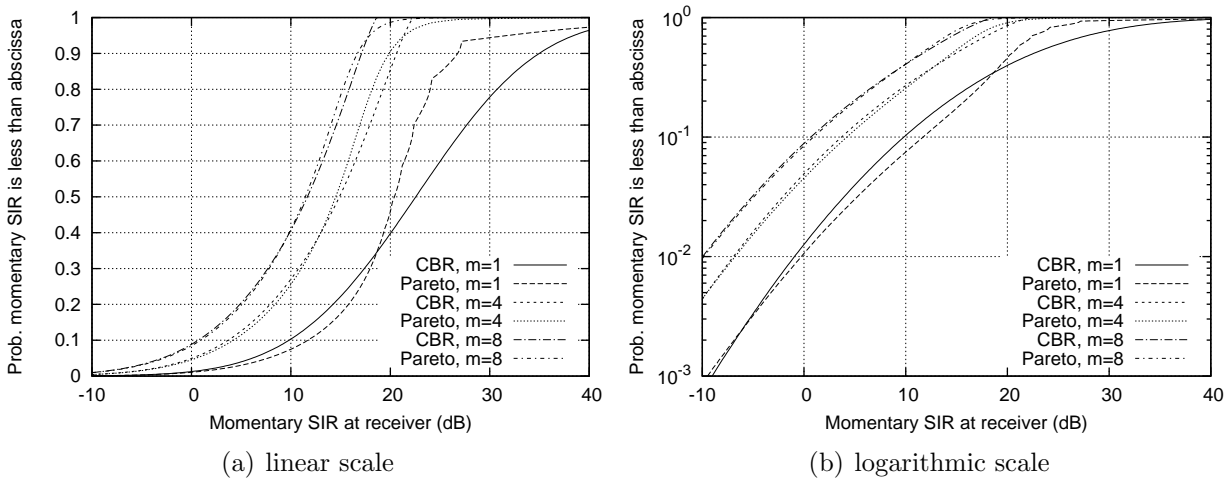 Prob. momentary SIR is less than abscissa
1
0.9
0.8
0.7
0.6
0.5
0.4
0.3
0.2
0.1
0
-10
0
10
20
30
40
CBR, m=1
Pareto, m=1
CBR, m=4
Pareto, m=4
CBR, m=8
Pareto, m=8
Momentary SIR at receiver (dB)
(a) linear scale
Prob. momentary SIR is less than abscissa
10^0
10^-1
10^-2
10^-3
-10
0
10
20
30
40
CBR, m=1
Pareto, m=1
CBR, m=4
Pareto, m=4
CBR, m=8
Pareto, m=8
Momentary SIR at receiver (dB)
(b) logarithmic scale